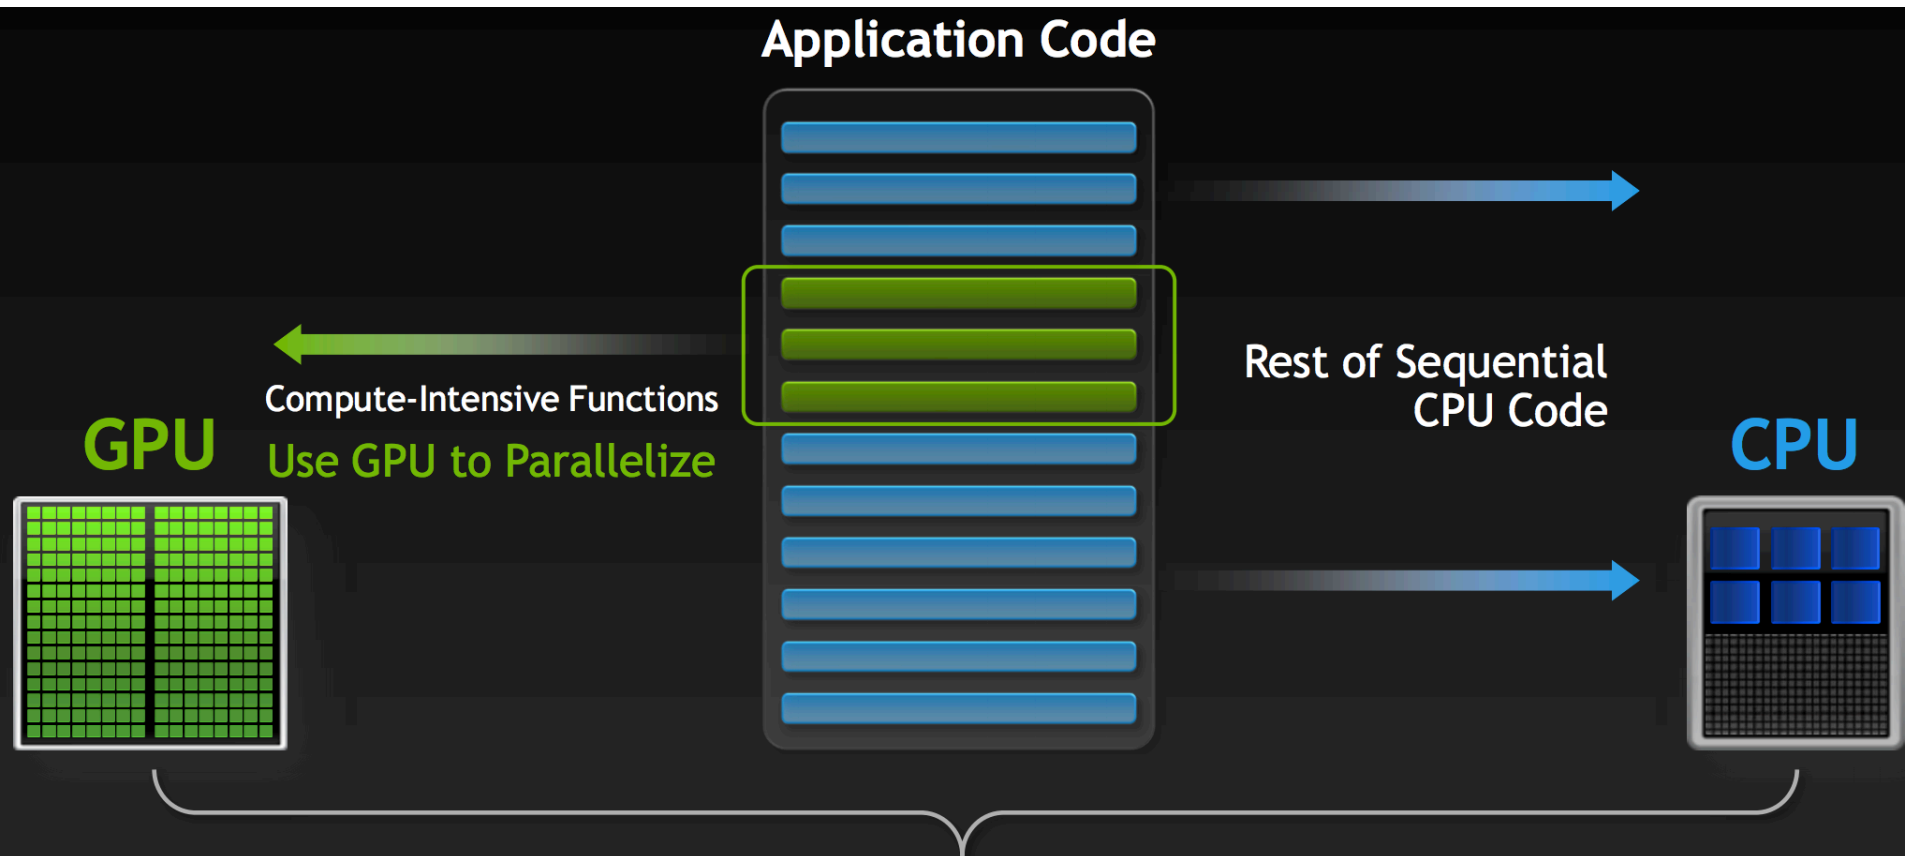 Application Code
Compute-Intensive Functions
Use GPU to Parallelize
GPU
Rest of Sequential
CPU Code
CPU